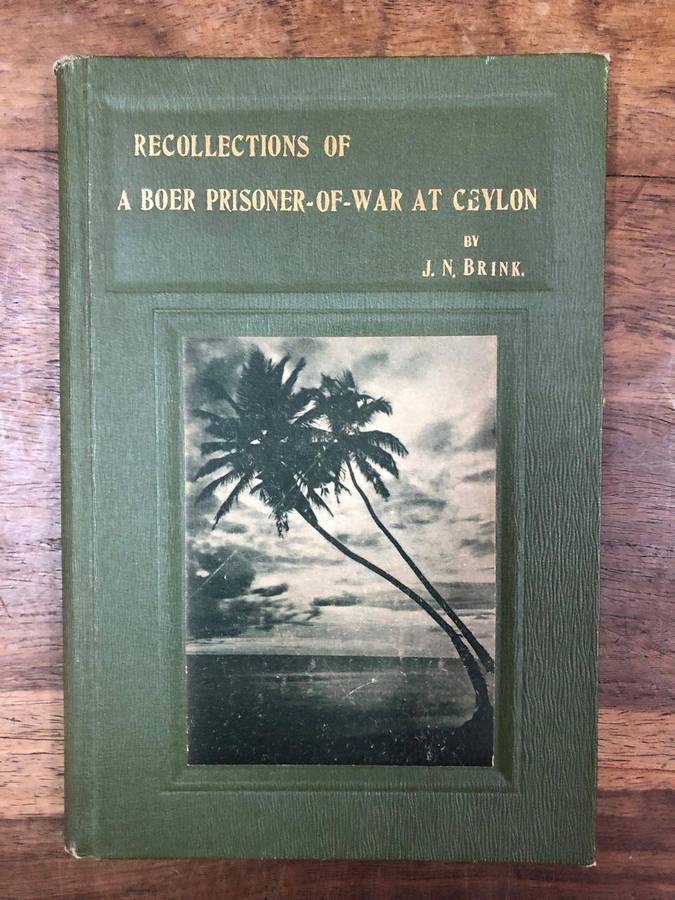 RECOLLECTIONS OF
A BOER PRISONER-OF-WAR AT CEYLON
BY
J. N. BRINK.